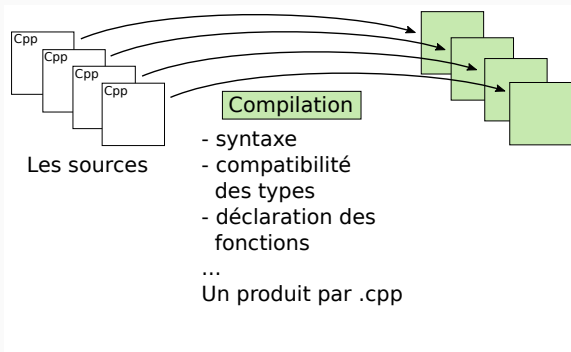 Cpp
Cpp
Cpp
Cpp
Les sources
Compilation
- syntaxe
- compatibilité
des types
- déclaration des
fonctions
...
Un produit par .cpp